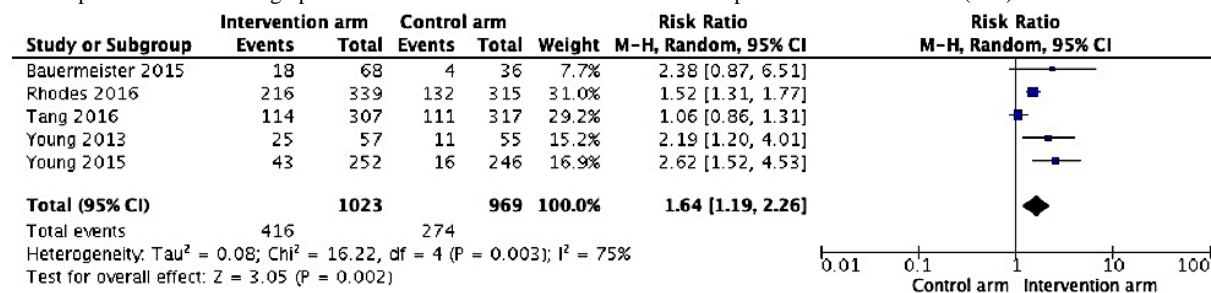 Intervention arm Control arm Risk Ratio Risk Ratio
Study or Subgroup Events Total Events Total Weight M-H, Random, 95% CI M-H, Random, 95% CI
Bauermeister 2015 18 68 4 36 7.7% 2.38 [0.87, 6.51]
Rhodes 2016 216 339 132 315 31.0% 1.52 [1.31, 1.77]
Tang 2016 114 307 111 317 29.2% 1.06 [0.86, 1.31]
Young 2013 25 57 11 55 15.2% 2.19 [1.20, 4.01]
Young 2015 43 252 16 246 16.9% 2.62 [1.52, 4.53]
Total (95% CI) 1023 969 100.0% 1.64 [1.19, 2.26]
Total events 416 274
Heterogeneity: Tau² = 0.08; Chi² = 16.22, df = 4 (P = 0.003); I² = 75%
Test for overall effect: Z = 3.05 (P = 0.002)
0.01 0.1 1 10 100
Control arm Intervention arm